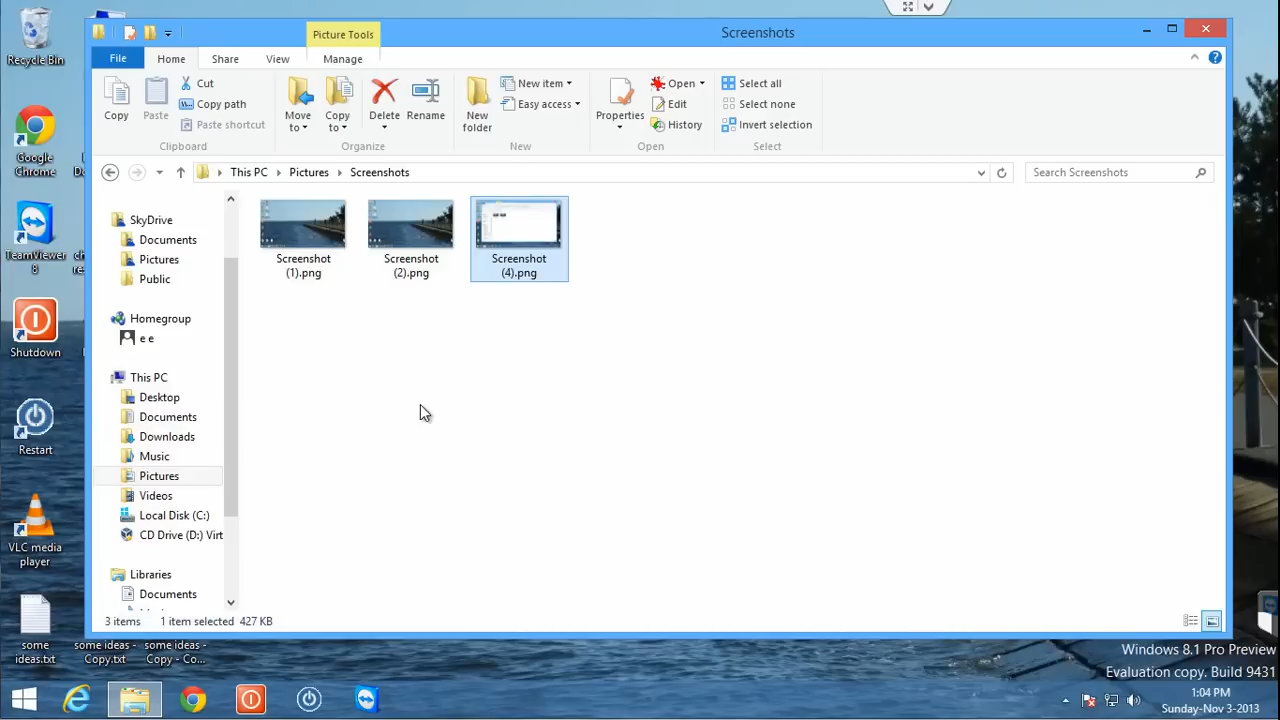 Recycle Bin
Google
Chrome
TeamViewer
8
Shutdown
Restart
VLC media
player
some
ideas.txt
some ideas -
Copy.txt
some ideas
- Copy - Co...
Picture Tools
Screenshots
File
Home
Share
View
Manage
Copy
Paste
Cut
Copy path
Paste shortcut
Clipboard
Move
to
Copy
to
Delete
Rename
Organize
New
folder
New item
Easy access
New
Properties
Open
Edit
History
Open
Select all
Select none
Invert selection
Select
This PC
Pictures
Screenshots
Search Screenshots
SkyDrive
Documents
Pictures
Public
Homegroup
e e
This PC
Desktop
Documents
Downloads
Music
Pictures
Videos
Local Disk (C:)
CD Drive (D:) Virt
Libraries
Documents
Screenshot
(1).png
Screenshot
(2).png
Screenshot
(4).png
3 items
1 item selected 427 KB
Windows 8.1 Pro Preview
Evaluation copy. Build 9431
1:04 PM
Sunday-Nov 3-2013